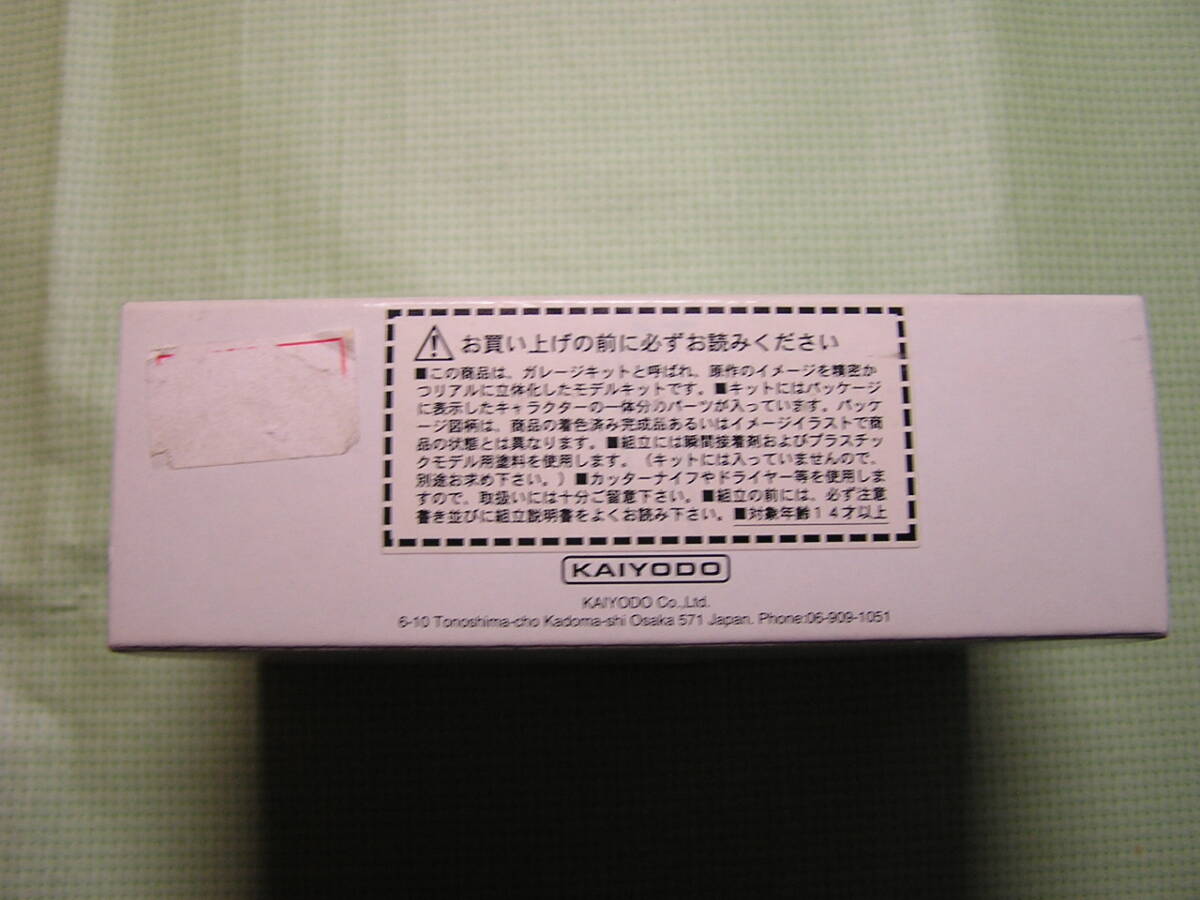 お買い上げの前に必ずお読みください
■この商品は、ガレージキットと呼ばれ、原作のイメージを精密か
つリアルに立体化したモデルキットです。■キットにはパッケージ
に表示したキャラクターの一体分のパーツが入っています。パッケ
ージ図柄は、商品の着色済み完成品あるいはイメージイラストで商
品の状態とは異なります。■組立には瞬間接着剤およびプラスチッ
クモデル用塗料を使用します。（キットには入っていませんので、
別途お求め下さい。）■カッターナイフやドライヤー等を使用しま
すので、取扱いには十分ご留意下さい。■組立の前には、必ず注意
書き並びに組立説明書をよくお読み下さい。■対象年齢14才以上
KAIYODO
KAIYODO Co.,Ltd.
6-10 Tonoshima-cho Kadoma-shi Osaka 571 Japan. Phone:06-909-1051